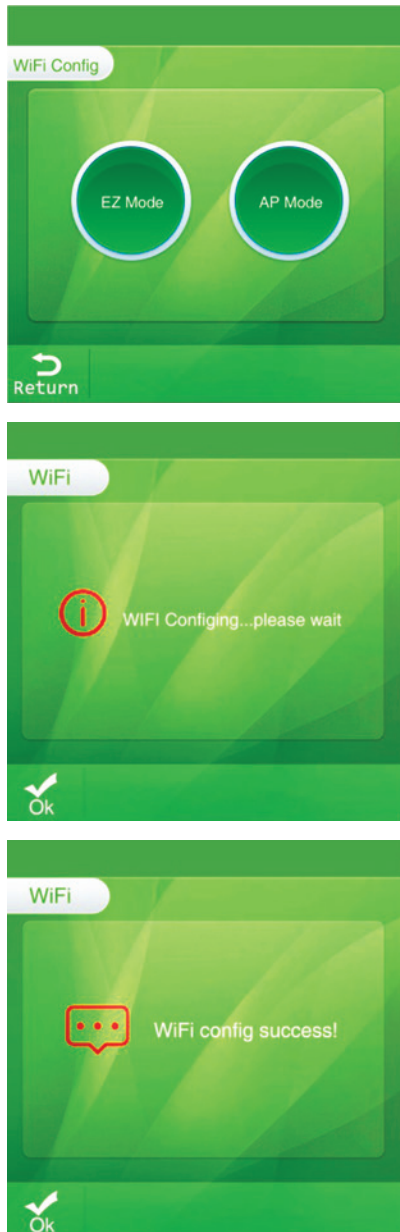 WiFi Config
EZ Mode AP Mode
Return
WiFi
WIFI Configing...please wait
Ok
WiFi
WiFi config success!
Ok